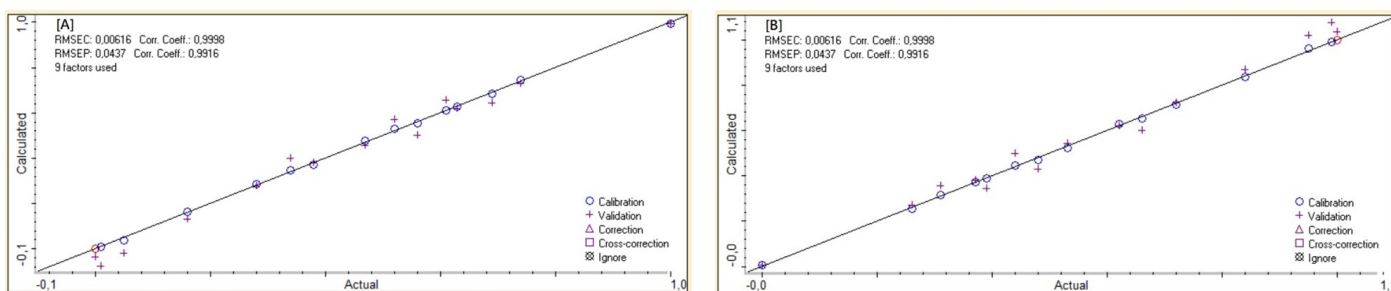 [A]
1,0
RMSEC: 0,00616 Corr. Coeff.: 0,9998
RMSEP: 0,0437 Corr. Coeff.: 0,9916
9 factors used
Calculated
Calibration
Validation
Correction
Cross-correction
Ignore
-0,1
-0,1
Actual
1,0
[B]
1,1
RMSEC: 0,00616 Corr. Coeff.: 0,9998
RMSEP: 0,0437 Corr. Coeff.: 0,9916
9 factors used
Calculated
Calibration
Validation
Correction
Cross-correction
Ignore
-0,0
-0,0
Actual
1,